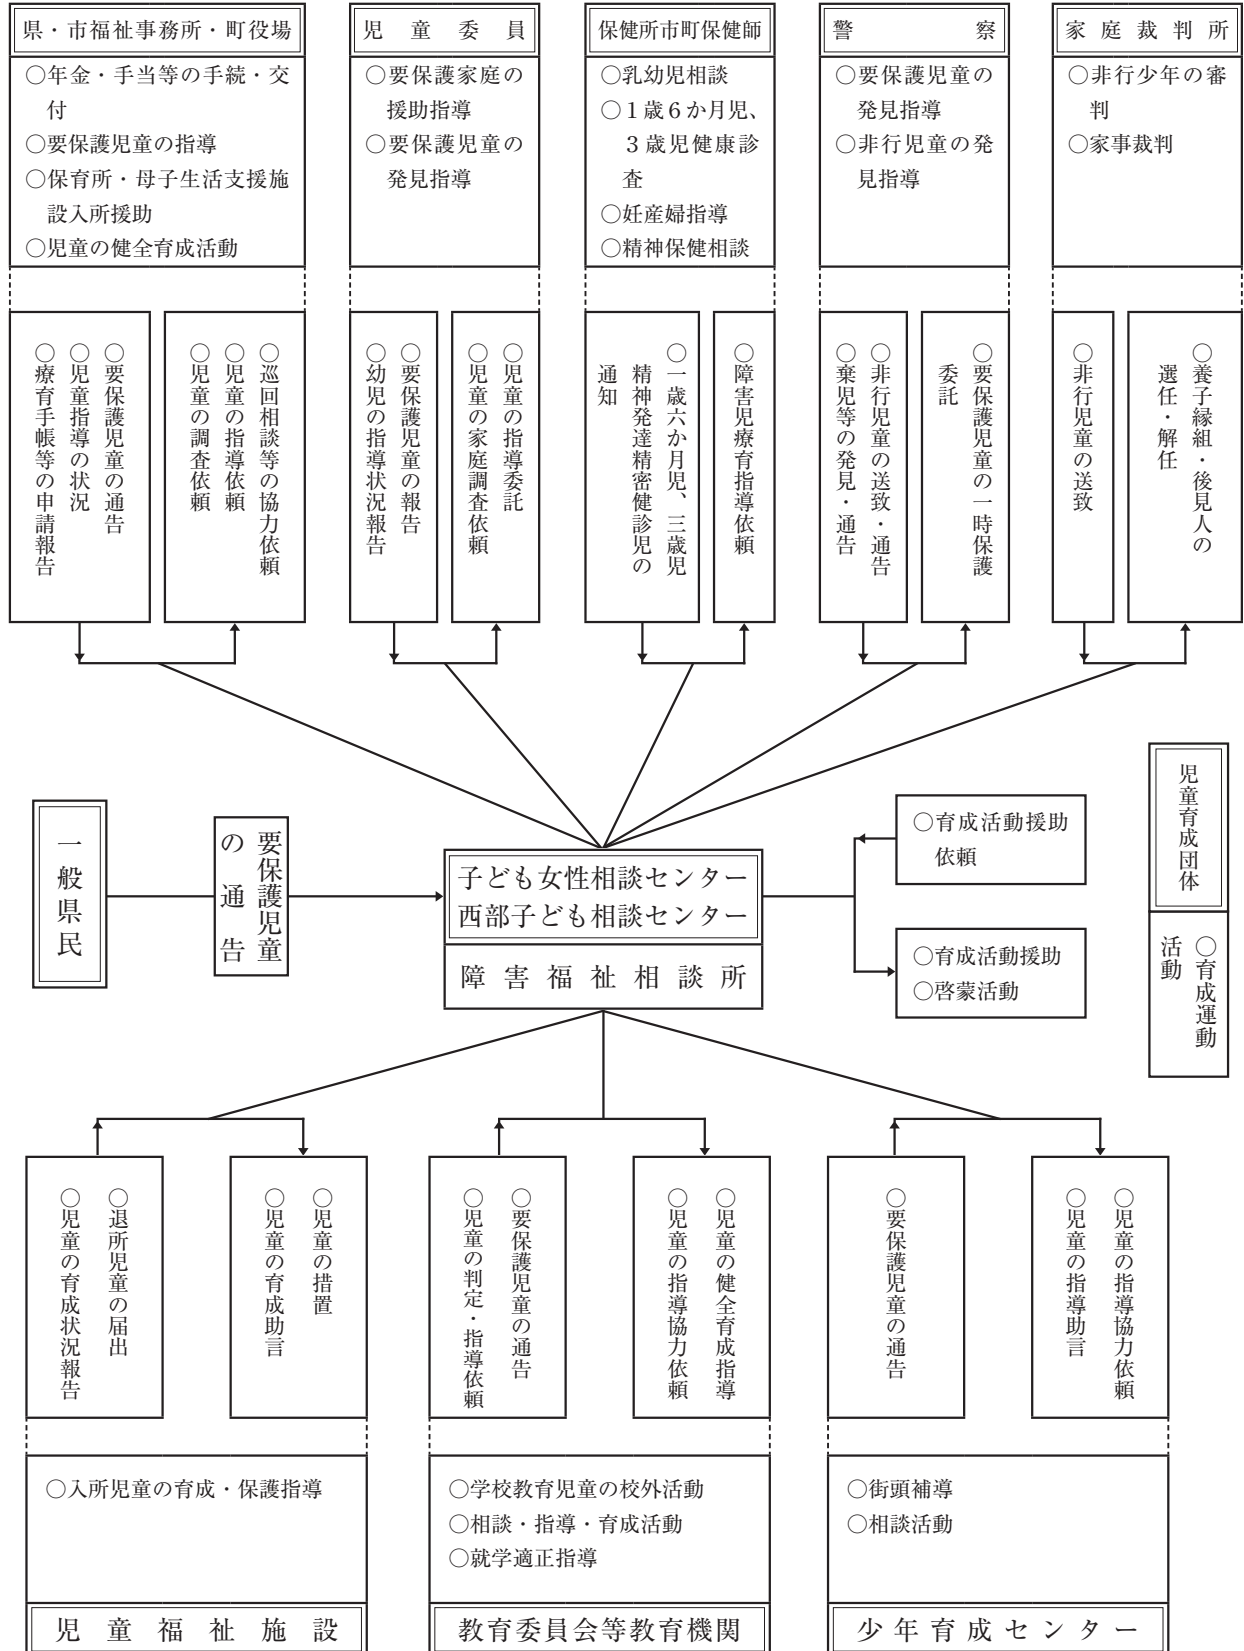 県・市福祉事務所・町役場
○年金・手当等の手続・交
付
○要保護児童の指導
○保育所・母子生活支援施
設入所援助
○児童の健全育成活動
児童委員
○要保護家庭の
援助指導
○要保護児童の
発見指導
保健所市町保健師
○乳幼児相談
○1歳6か月児、
3歳児健康診
査
○妊産婦指導
○精神保健相談
警察
○要保護児童の
発見指導
○非行児童の発
見指導
家庭裁判所
○非行少年の審
判
○家事裁判
○要保護児童の通告
○児童指導の状況
○療育手帳等の申請報告
○巡回相談等の協力依頼
○児童の指導依頼
○児童の調査依頼
○要保護児童の報告
○幼児の指導状況報告
○児童の指導委託
○児童の家庭調査依頼
○一歳六か月児、三歳児
精神発達精密健診児の
通知
○障害児療育指導依頼
○非行児童の送致・通告
○棄児等の発見・通告
○要保護児童の一時保護
委託
○非行児童の送致
○養子縁組・後見人の
選任・解任
一般県民
要保護児童
の通告
子ども女性相談センター
西部子ども相談センター
障害福祉相談所
○育成活動援助
依頼
○育成活動援助
○啓蒙活動
児童育成団体
○育成運動
活動
○退所児童の届出
○児童の育成状況報告
○児童の措置
○児童の育成助言
○要保護児童の通告
○児童の判定・指導依頼
○児童の健全育成指導
○児童の指導協力依頼
○要保護児童の通告
○児童の指導協力依頼
○児童の指導助言
○入所児童の育成・保護指導
児童福祉施設
○学校教育児童の校外活動
○相談・指導・育成活動
○就学適正指導
教育委員会等教育機関
○街頭補導
○相談活動
少年育成センター